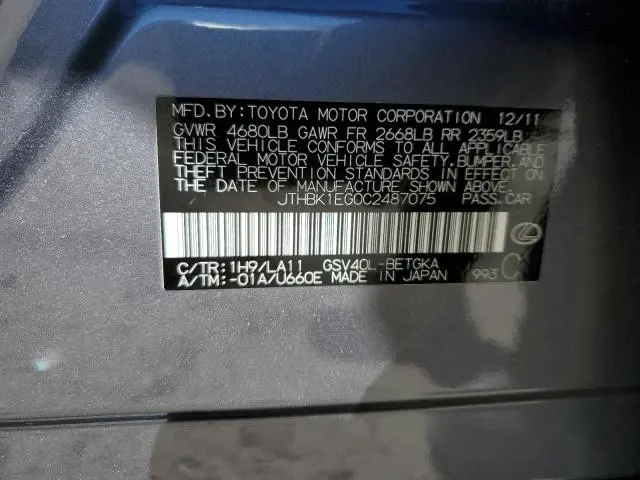 MFD.BY:TOYOTA MOTOR CORPORATION 12/11
GVWR 4680LB GAWR FR 2668LB RR 2359LB
THIS VEHICLE CONFORMS TO ALL APPLICABLE
FEDERAL MOTOR VEHICLE SAFETY,BUMPER,AND
THEFT PREVENTION STANDARDS IN EFFECT ON
THE DATE OF MANUFACTURE SHOWN ABOVE.
JTHBK1EG0C2487075 PASS.CAR
C/TR:1H9/LA11 GSV40L-BETGKA
A/TM:-01A/U660E MADE IN JAPAN 993 C